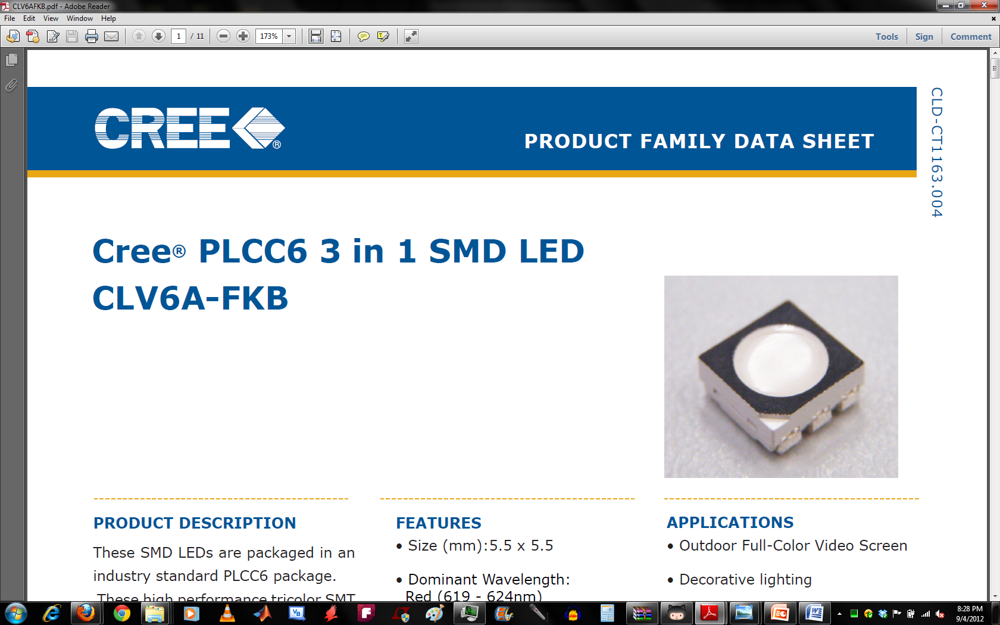 CLV6AFKB.pdf - Adobe Reader
File Edit View Window Help
1 / 11 173% Tools Sign Comment
CREE®
PRODUCT FAMILY DATA SHEET
CLD-CT1163.004
Cree® PLCC6 3 in 1 SMD LED
CLV6A-FKB
PRODUCT DESCRIPTION
These SMD LEDs are packaged in an
industry standard PLCC6 package.
These high performance tricolor SMT
FEATURES
• Size (mm):5.5 x 5.5
• Dominant Wavelength:
Red (619 - 624nm)
APPLICATIONS
• Outdoor Full-Color Video Screen
• Decorative lighting
8:28 PM
9/4/2012